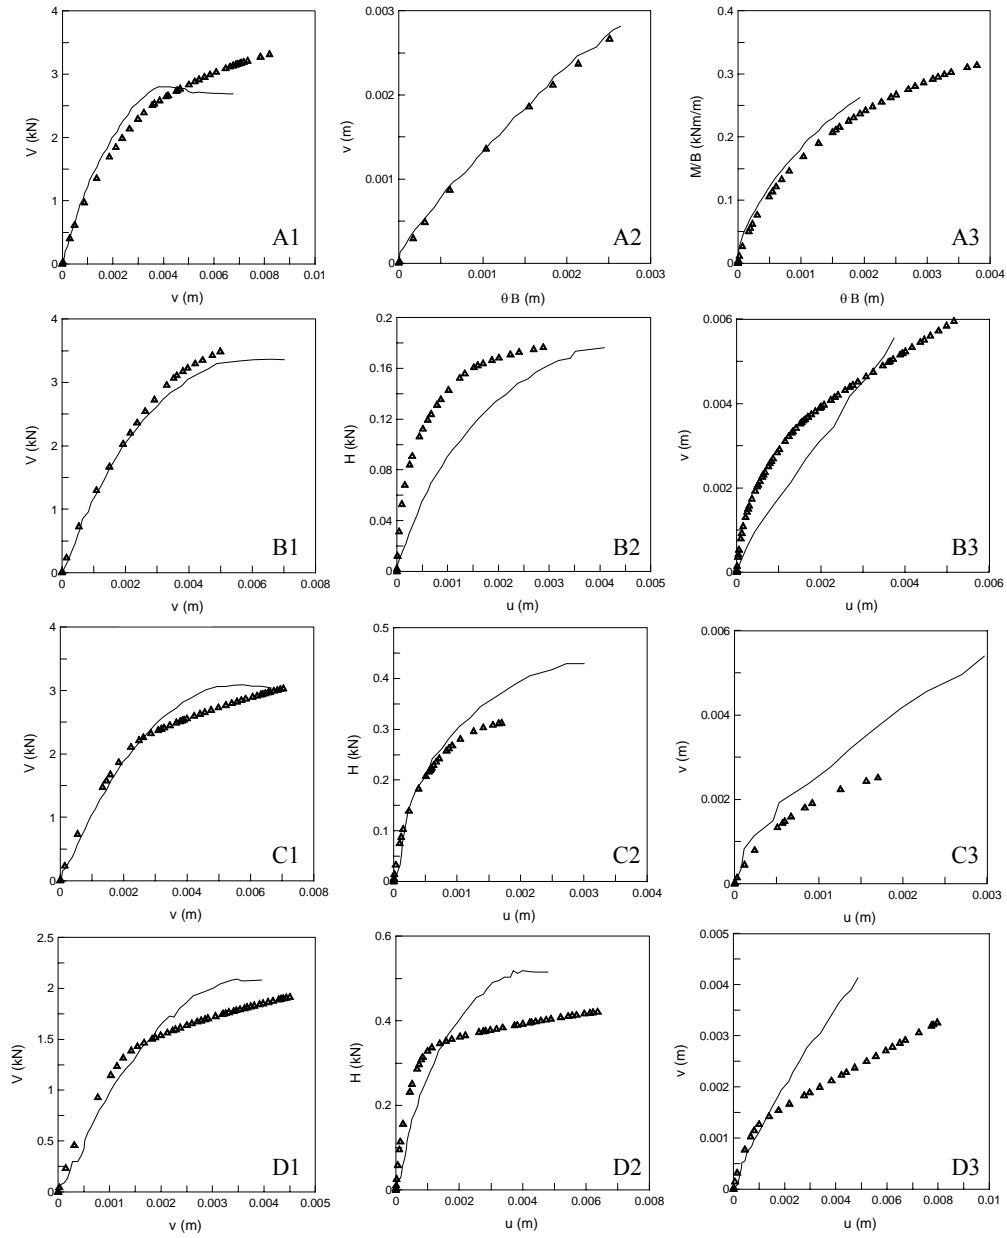 4
3
2
1
0
V (kN)
0 0.002 0.004 0.006 0.008 0.01
v (m)
A1
0.003
0.002
0.001
0
v (m)
0 0.001 0.002 0.003
θ·B (m)
A2
0.4
0.3
0.2
0.1
0
M/B (kNm/m)
0 0.001 0.002 0.003 0.004
θ·B (m)
A3
4
3
2
1
0
V (kN)
0 0.002 0.004 0.006 0.008
v (m)
B1
0.2
0.16
0.12
0.08
0.04
0
H (kN)
0 0.001 0.002 0.003 0.004 0.005
u (m)
B2
0.006
0.004
0.002
0
v (m)
0 0.002 0.004 0.006
u (m)
B3
4
3
2
1
0
V (kN)
0 0.002 0.004 0.006 0.008
v (m)
C1
0.5
0.4
0.3
0.2
0.1
0
H (kN)
0 0.001 0.002 0.003 0.004
u (m)
C2
0.006
0.004
0.002
0
v (m)
0 0.001 0.002 0.003
u (m)
C3
2.5
2
1.5
1
0.5
0
V (kN)
0 0.001 0.002 0.003 0.004 0.005
v (m)
D1
0.6
0.4
0.2
0
H (kN)
0 0.002 0.004 0.006 0.008
u (m)
D2
0.005
0.004
0.003
0.002
0.001
0
v (m)
0 0.002 0.004 0.006 0.008 0.01
u (m)
D3